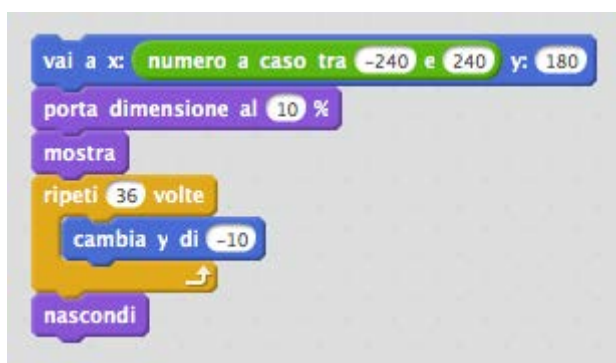 vai a x: numero a caso tra -240 e 240 y: 180
porta dimensione al 10 %
mostra
ripeti 36 volte
cambia y di -10
nascondi